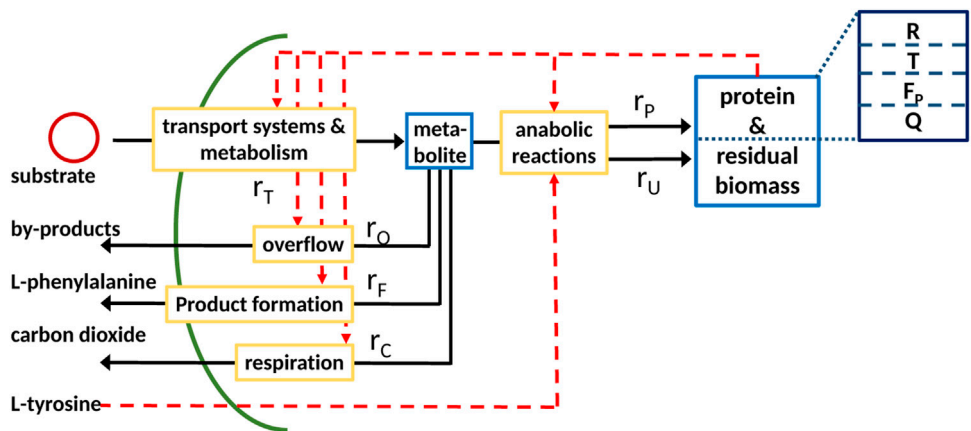 R
T
F_P
Q
r_P
protein
&
residual
biomass
transport systems &
metabolism
meta-
bolite
anabolic
reactions
r_U
substrate
r_T
by-products
overflow
r_O
L-phenylalanine
Product formation
r_F
carbon dioxide
respiration
r_C
L-tyrosine